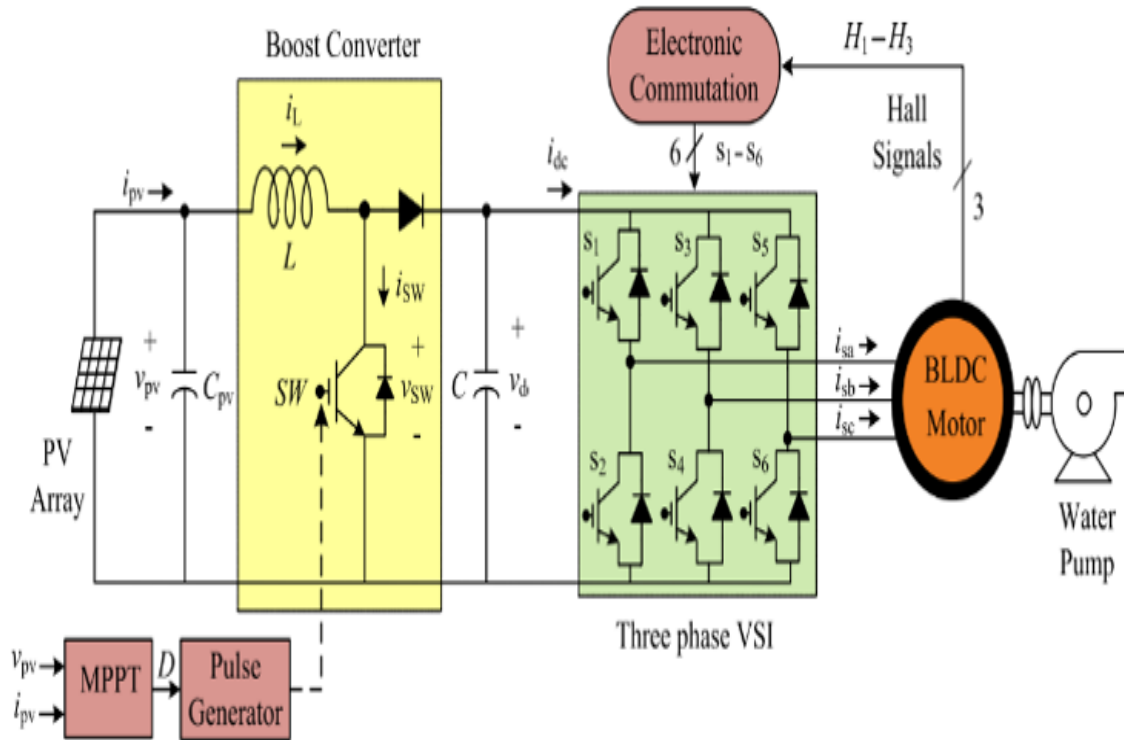 Boost Converter
Electronic
Commutation
H1–H3
Hall
Signals
3
6
s1–s6
iL
ipv
idc
L
iSW
s1
s3
s5
+
vpv
-
Cpv
SW
+
vSW
-
C
+
vdc
-
isa
isb
isc
BLDC
Motor
PV
Array
s2
s4
s6
Water
Pump
Three phase VSI
vpv
ipv
MPPT
D
Pulse
Generator